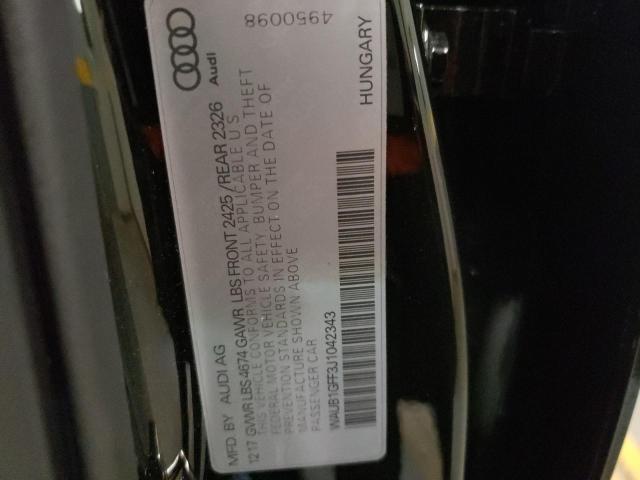 MFD. BY AUDI AG
12 17 GVWR LBS 4674 GAWR LBS FRONT 2425 / REAR 2326
THIS VEHICLE CONFORMS TO ALL APPLICABLE U S
FEDERAL MOTOR VEHICLE SAFETY, BUMPER AND THEFT
PREVENTION STANDARDS IN EFFECT ON THE DATE OF
MANUFACTURE SHOWN ABOVE
PASSENGER CAR
WAUB1GFF3J1042343
HUNGARY
Audi
4950098